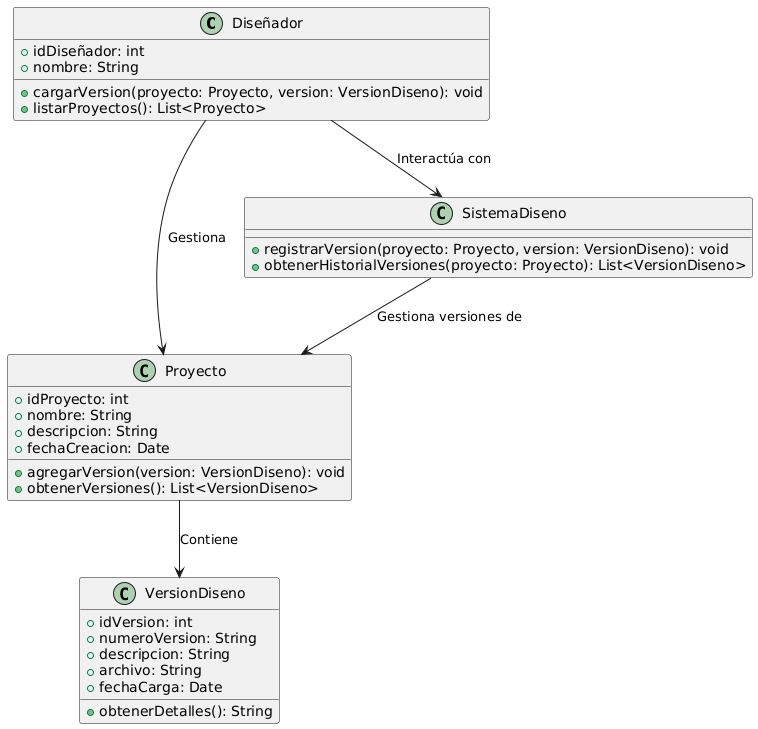 C Diseñador
idDiseñador: int
nombre: String
cargarVersion(proyecto: Proyecto, version: VersionDiseno): void
listarProyectos(): List<Proyecto>
Interactúa con
C SistemaDiseno
registrarVersion(proyecto: Proyecto, version: VersionDiseno): void
obtenerHistorialVersiones(proyecto: Proyecto): List<VersionDiseno>
Gestiona
Gestiona versiones de
C Proyecto
idProyecto: int
nombre: String
descripcion: String
fechaCreacion: Date
agregarVersion(version: VersionDiseno): void
obtenerVersiones(): List<VersionDiseno>
Contiene
C VersionDiseno
idVersion: int
numeroVersion: String
descripcion: String
archivo: String
fechaCarga: Date
obtenerDetalles(): String